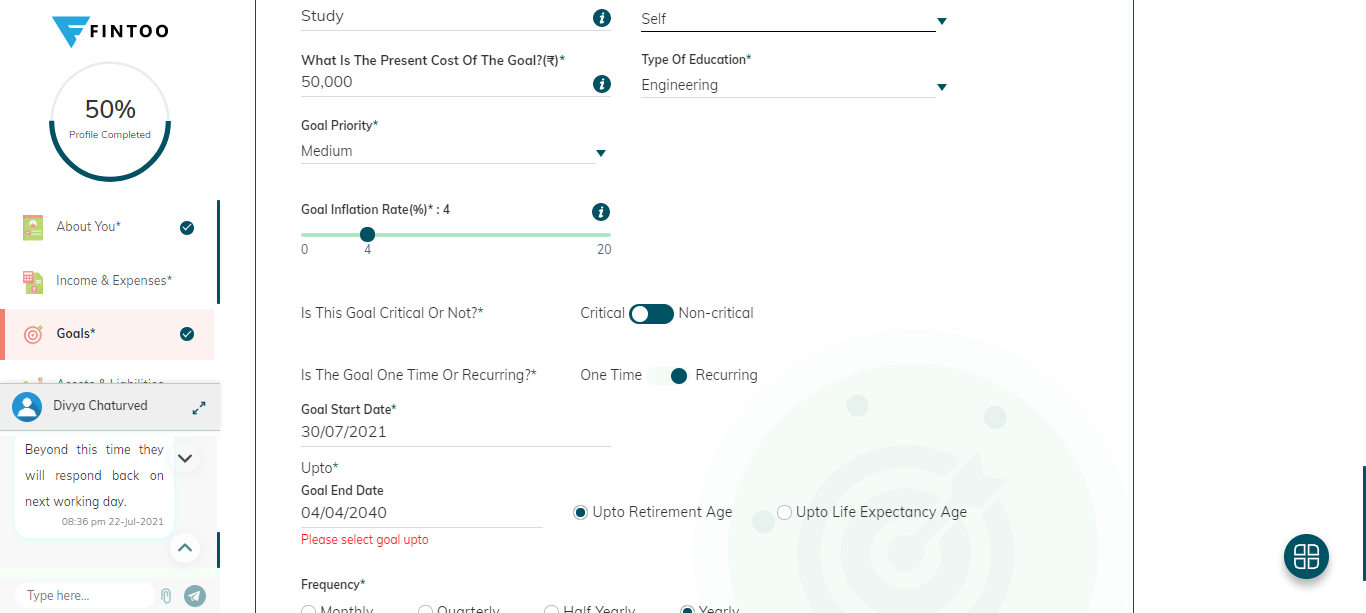 FINTOO
50%
Profile Completed
About You*
Income & Expenses*
Goals*
Assets & Liabilities
Divya Chaturved
Beyond this time they
will respond back on
next working day.
08:36 pm 22-Jul-2021
Type here...
Study
Self
What Is The Present Cost Of The Goal?(₹)*
50,000
Type Of Education*
Engineering
Goal Priority*
Medium
Goal Inflation Rate(%)* : 4
0 4 20
Is This Goal Critical Or Not?* Critical Non-critical
Is The Goal One Time Or Recurring?* One Time Recurring
Goal Start Date*
30/07/2021
Upto*
Goal End Date
04/04/2040
Upto Retirement Age Upto Life Expectancy Age
Please select goal upto
Frequency*
Monthly Quarterly Half Yearly Yearly